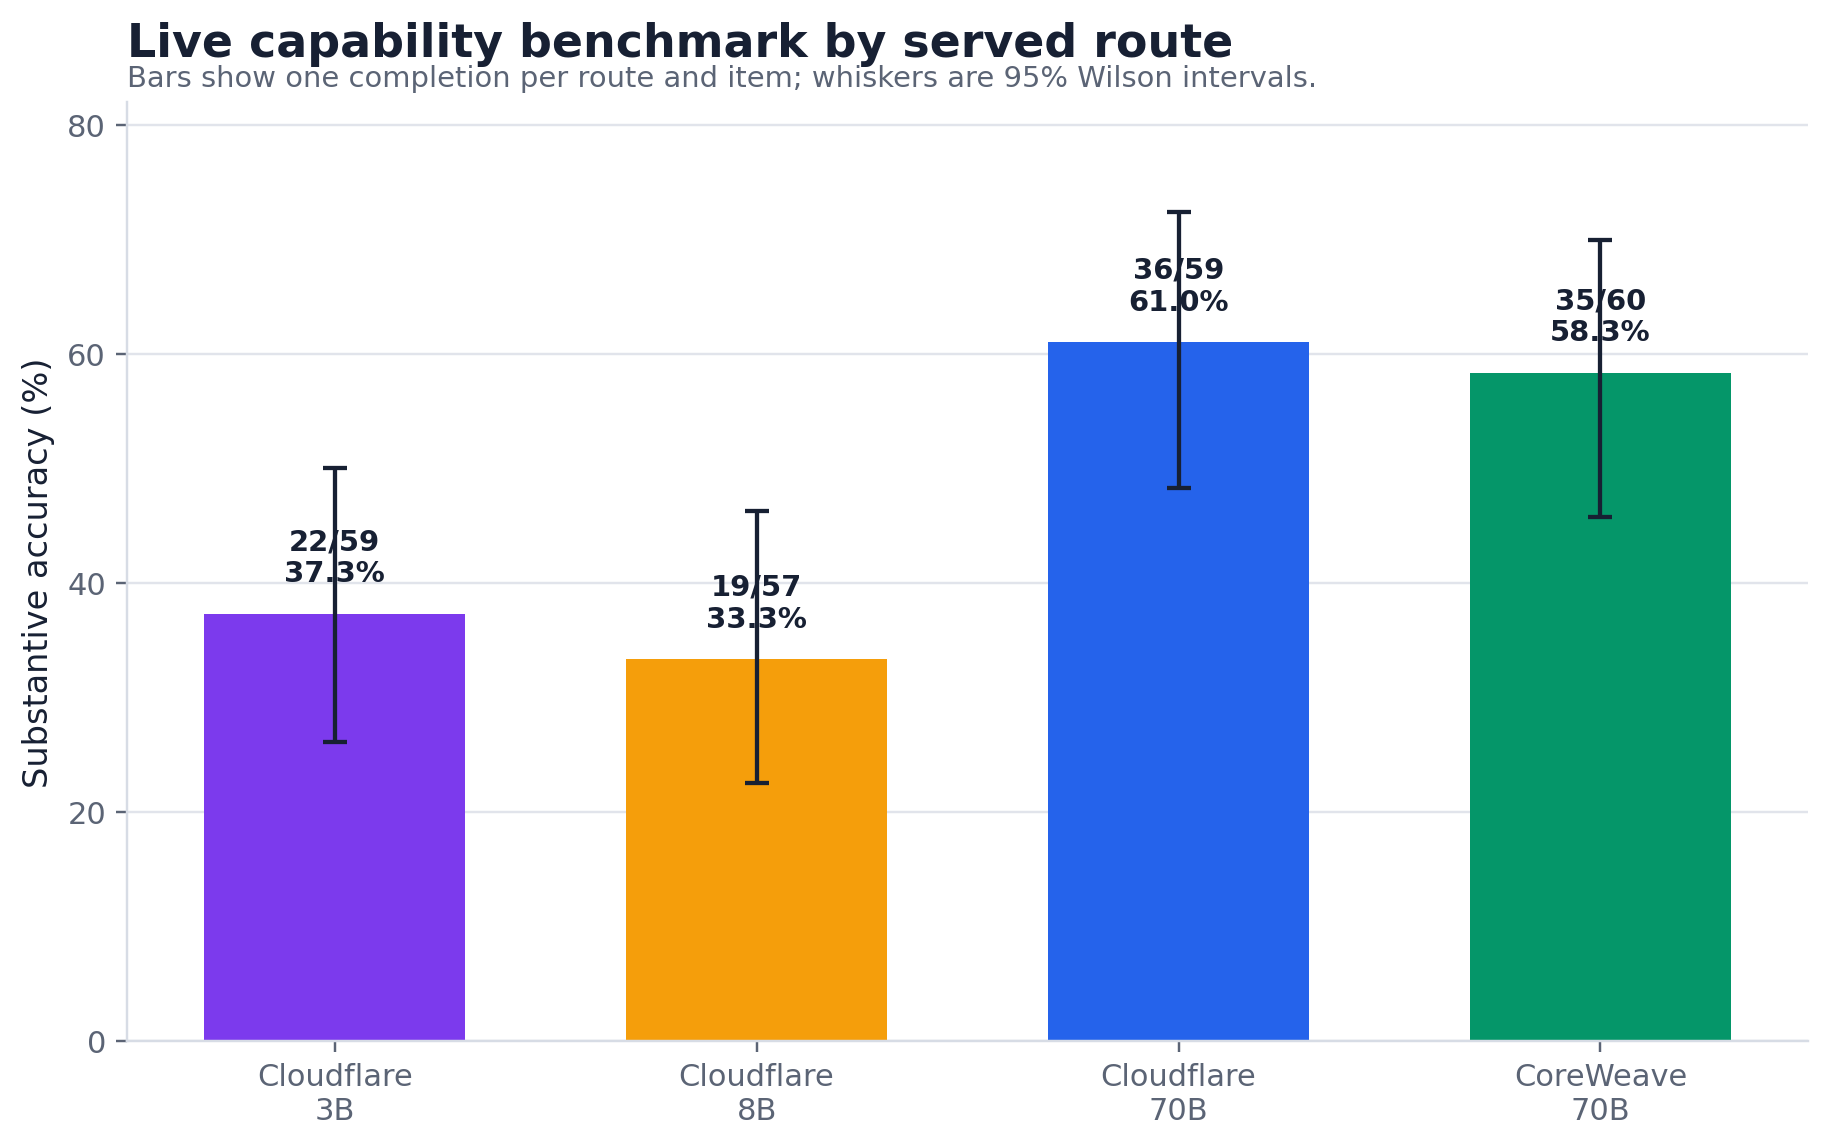 Live capability benchmark by served route
Bars show one completion per route and item; whiskers are 95% Wilson intervals.
Substantive accuracy (%)
80
60
40
20
0
22/59
37.3%
19/57
33.3%
36/59
61.0%
35/60
58.3%
Cloudflare
3B
Cloudflare
8B
Cloudflare
70B
CoreWeave
70B